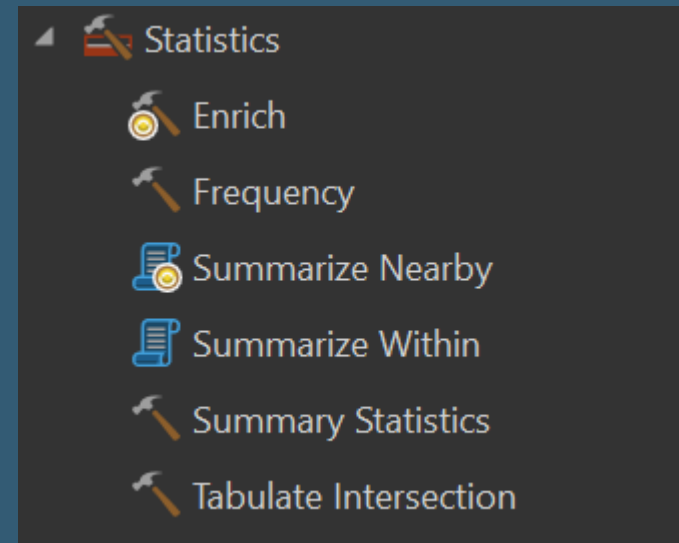 Statistics
Enrich
Frequency
Summarize Nearby
Summarize Within
Summary Statistics
Tabulate Intersection